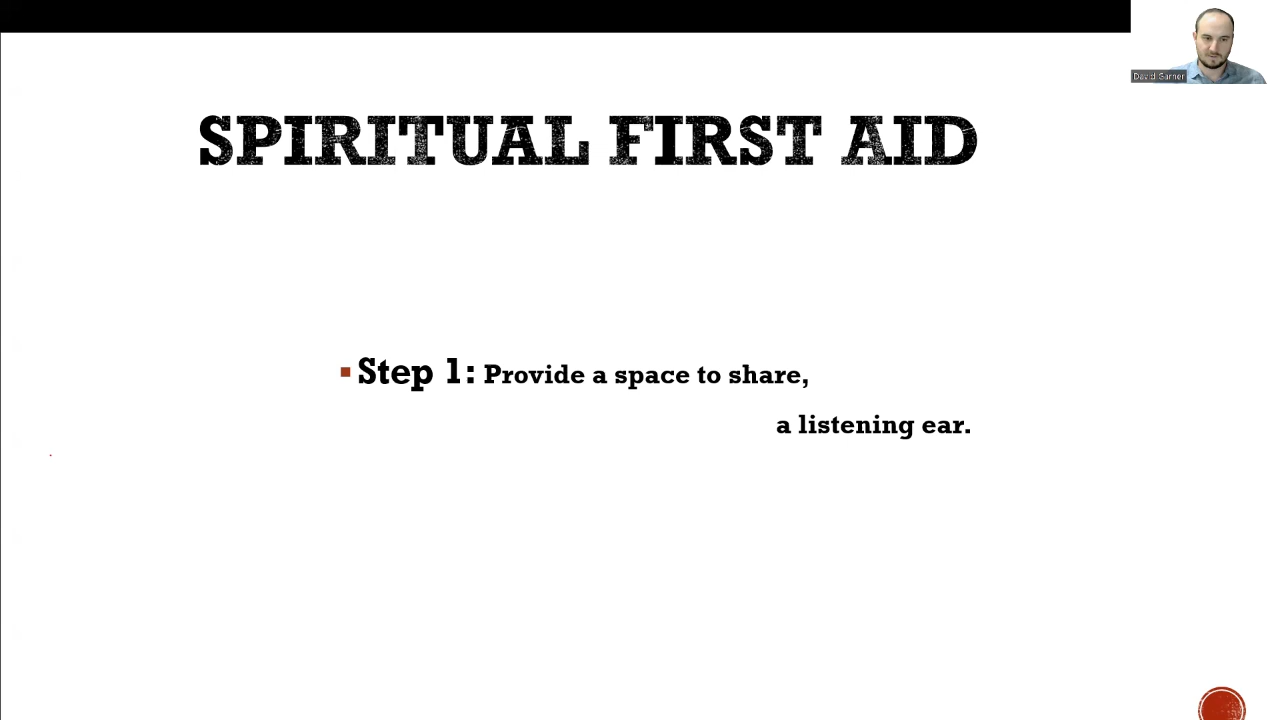 David Garner
SPIRITUAL FIRST AID
Step 1: Provide a space to share,
a listening ear.